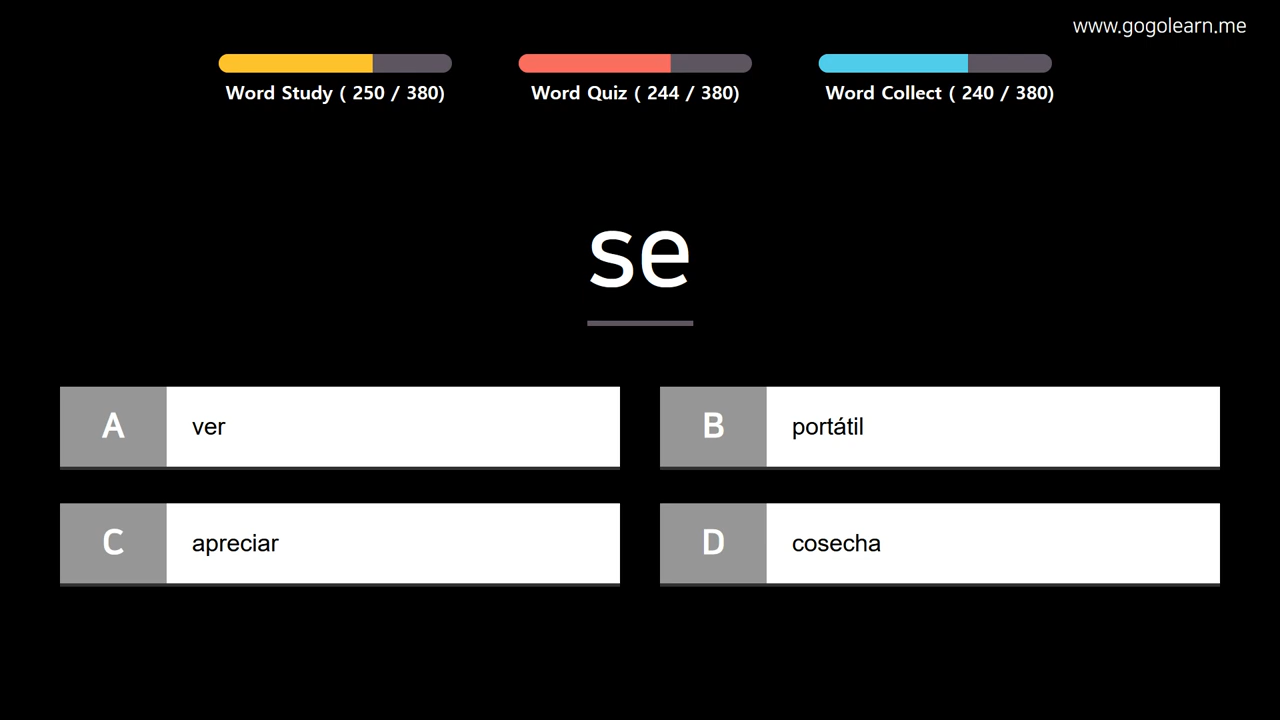 www.gogolearn.me
Word Study ( 250 / 380)
Word Quiz ( 244 / 380)
Word Collect ( 240 / 380)
se
A ver
B portátil
C apreciar
D cosecha